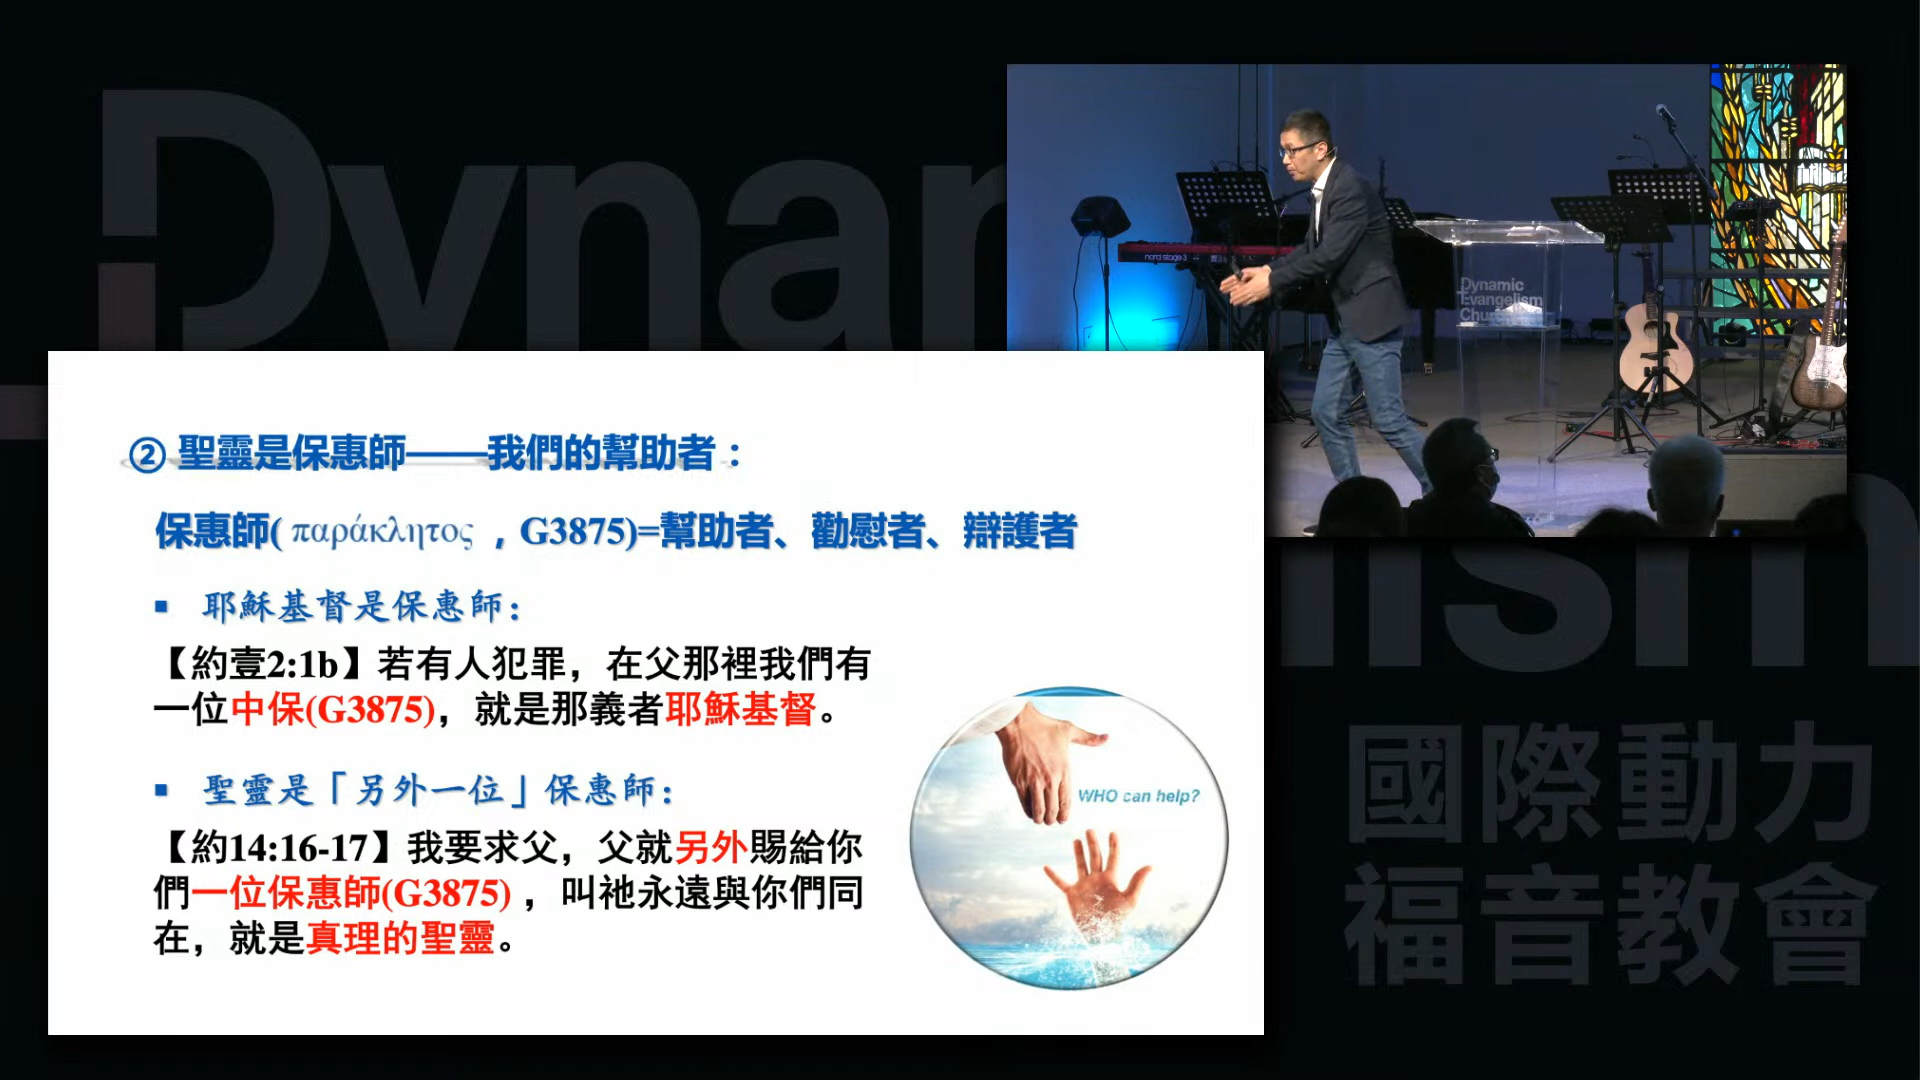 Dynam
nord stage 3
Dynamic
Evangelism
Church
② 聖靈是保惠師——我們的幫助者：
保惠師( παράκλητος , G3875)=幫助者、勸慰者、辯護者
▪ 耶穌基督是保惠師：
【約壹2:1b】若有人犯罪，在父那裡我們有
一位中保(G3875)，就是那義者耶穌基督。
▪ 聖靈是「另外一位」保惠師：
【約14:16-17】我要求父，父就另外賜給你
們一位保惠師(G3875) ，叫祂永遠與你們同
在，就是真理的聖靈。
WHO can help?
ism
國際動力
福音教會